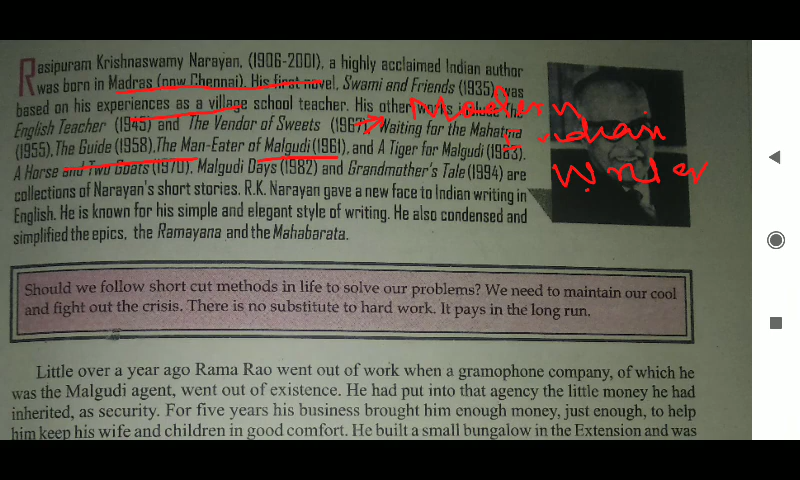 Rasipuram Krishnaswamy Narayan, (1906-2001), a highly acclaimed Indian author
was born in Madras (now Chennai). His first novel, Swami and Friends (1935), was
based on his experiences as a village school teacher. His other works include the
English Teacher (1945) and The Vendor of Sweets (1967), Waiting for the Mahatma
(1955), The Guide (1958), The Man-Eater of Malgudi (1961), and A Tiger for Malgudi (1983).
A Horse and Two Goats (1970), Malgudi Days (1982) and Grandmother's Tale (1994) are
collections of Narayan's short stories. R.K. Narayan gave a new face to Indian writing in
English. He is known for his simple and elegant style of writing. He also condensed and
simplified the epics, the Ramayana and the Mahabarata.
Modern
Indian
Writer
Should we follow short cut methods in life to solve our problems? We need to maintain our cool
and fight out the crisis. There is no substitute to hard work. It pays in the long run.
Little over a year ago Rama Rao went out of work when a gramophone company, of which he
was the Malgudi agent, went out of existence. He had put into that agency the little money he had
inherited, as security. For five years his business brought him enough money, just enough, to help
him keep his wife and children in good comfort. He built a small bungalow in the Extension and was